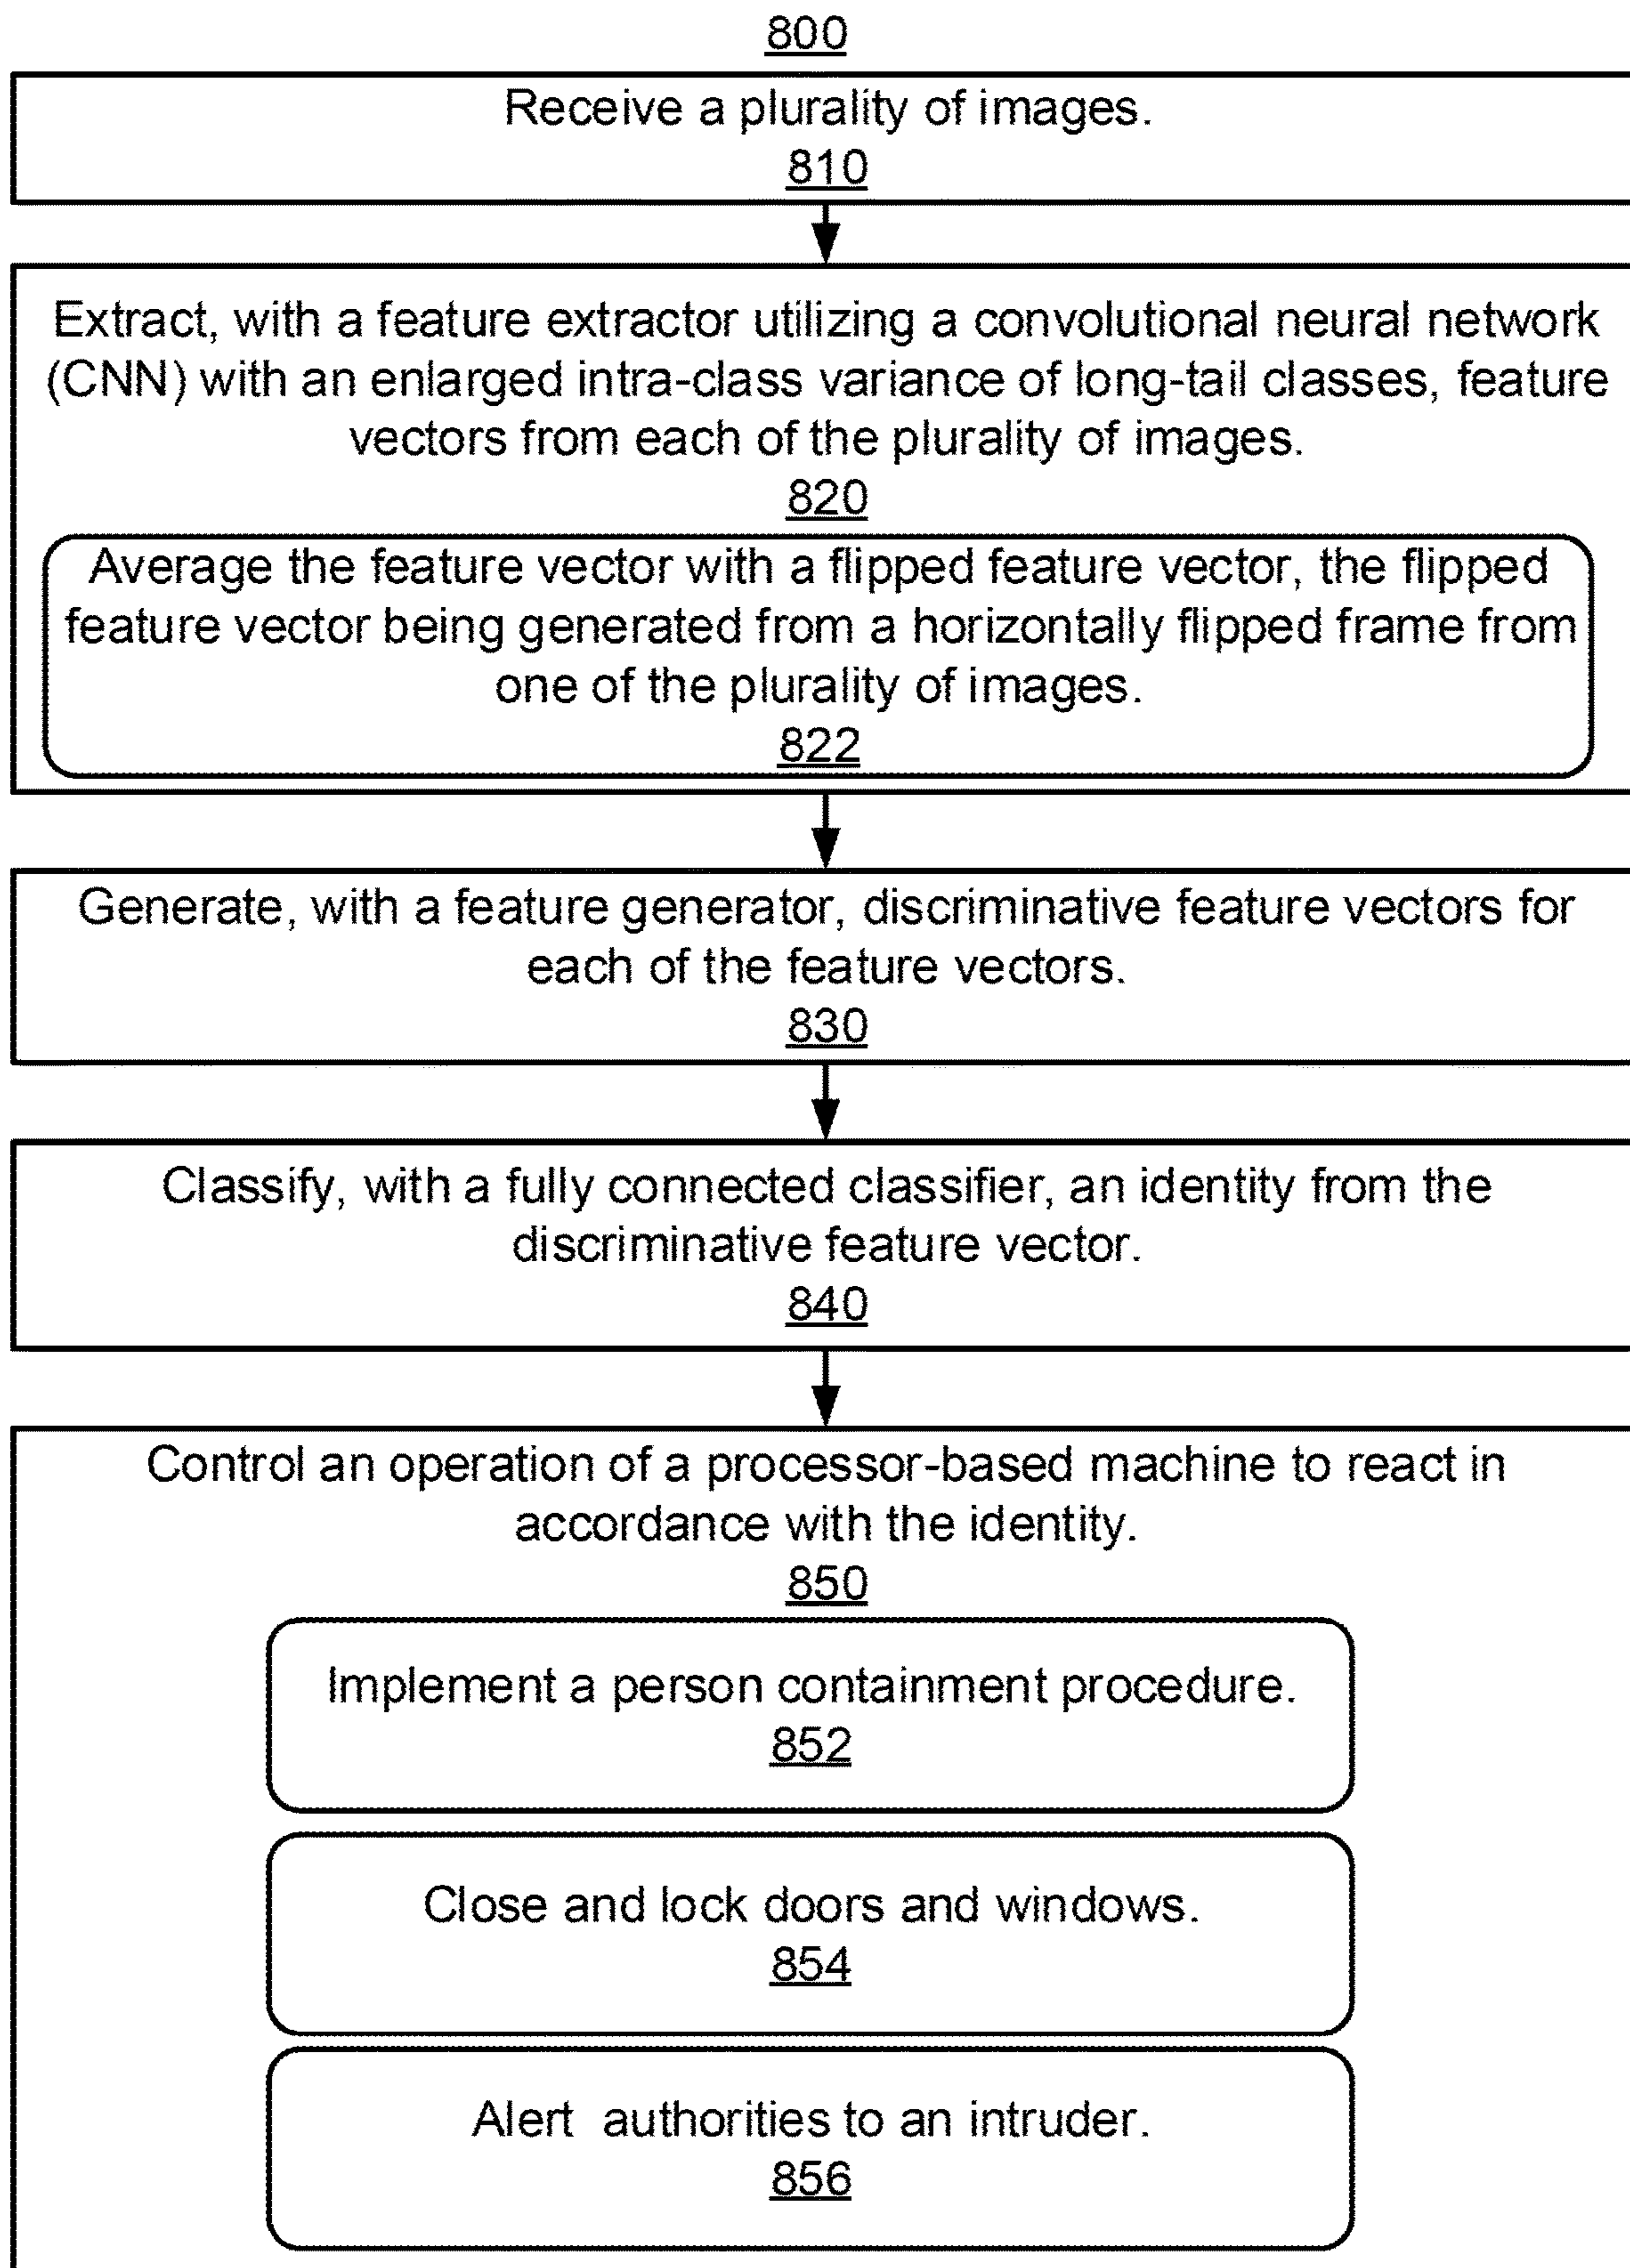 800
Receive a plurality of images.
810
Extract, with a feature extractor utilizing a convolutional neural network
(CNN) with an enlarged intra-class variance of long-tail classes, feature
vectors from each of the plurality of images.
820
Average the feature vector with a flipped feature vector, the flipped
feature vector being generated from a horizontally flipped frame from
one of the plurality of images.
822
Generate, with a feature generator, discriminative feature vectors for
each of the feature vectors.
830
Classify, with a fully connected classifier, an identity from the
discriminative feature vector.
840
Control an operation of a processor-based machine to react in
accordance with the identity.
850
Implement a person containment procedure.
852
Close and lock doors and windows.
854
Alert authorities to an intruder.
856